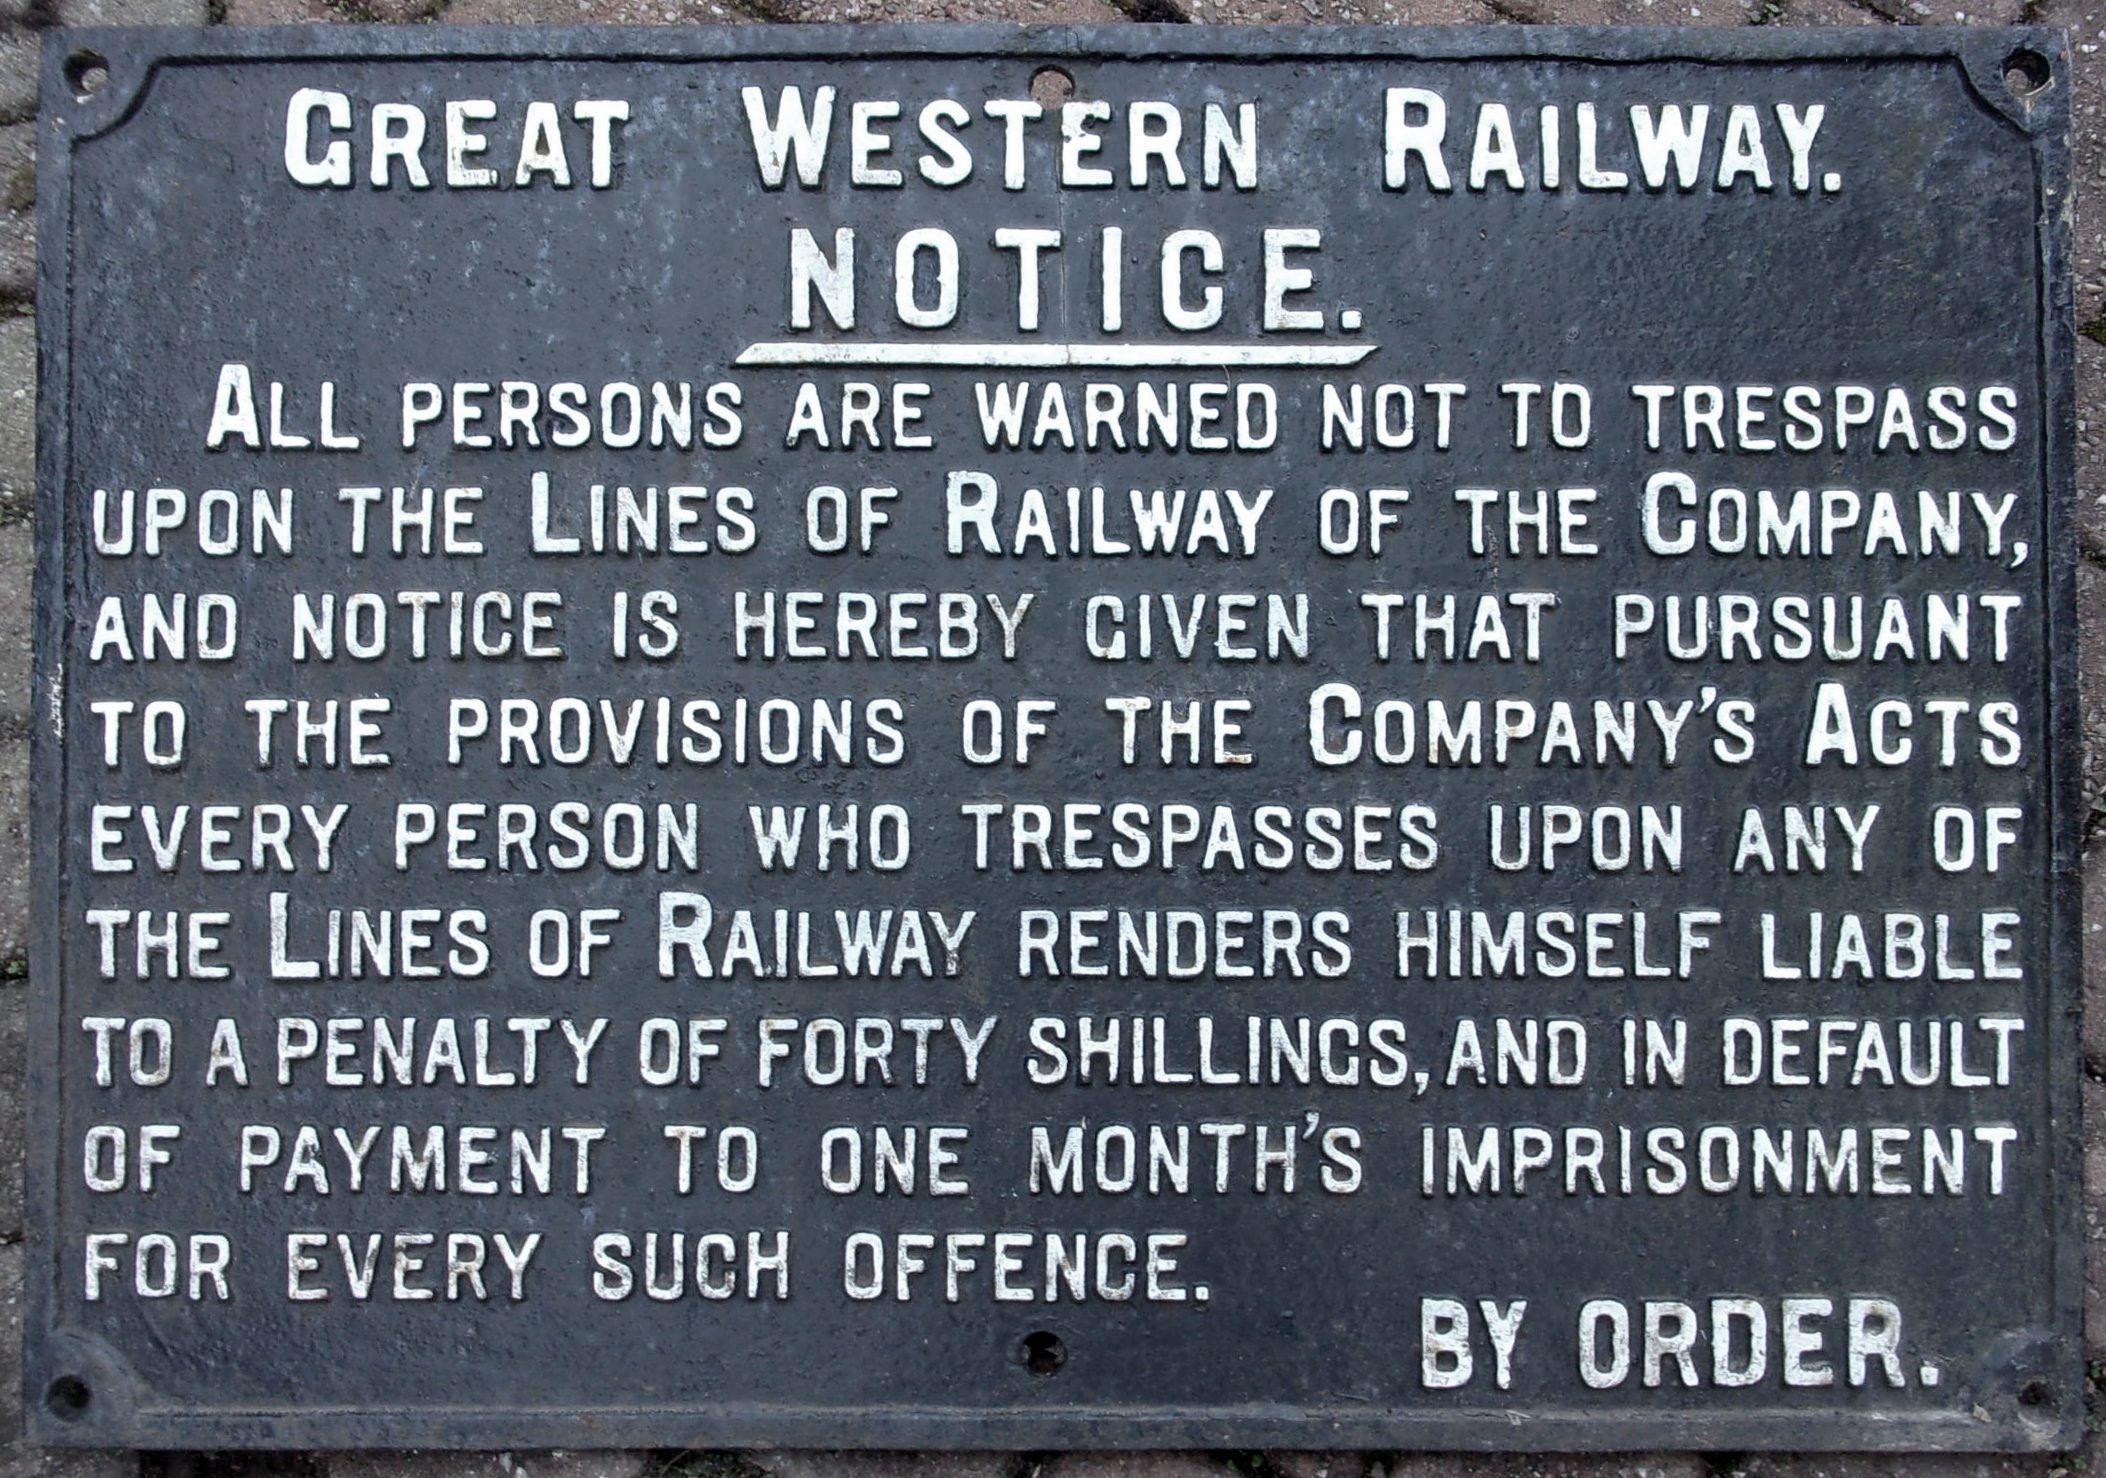 GREAT WESTERN RAILWAY.
NOTICE.
ALL PERSONS ARE WARNED NOT TO TRESPASS
UPON THE LINES OF RAILWAY OF THE COMPANY,
AND NOTICE IS HEREBY GIVEN THAT PURSUANT
TO THE PROVISIONS OF THE COMPANY'S ACTS
EVERY PERSON WHO TRESPASSES UPON ANY OF
THE LINES OF RAILWAY RENDERS HIMSELF LIABLE
TO A PENALTY OF FORTY SHILLINGS, AND IN DEFAULT
OF PAYMENT TO ONE MONTH'S IMPRISONMENT
FOR EVERY SUCH OFFENCE.
BY ORDER.